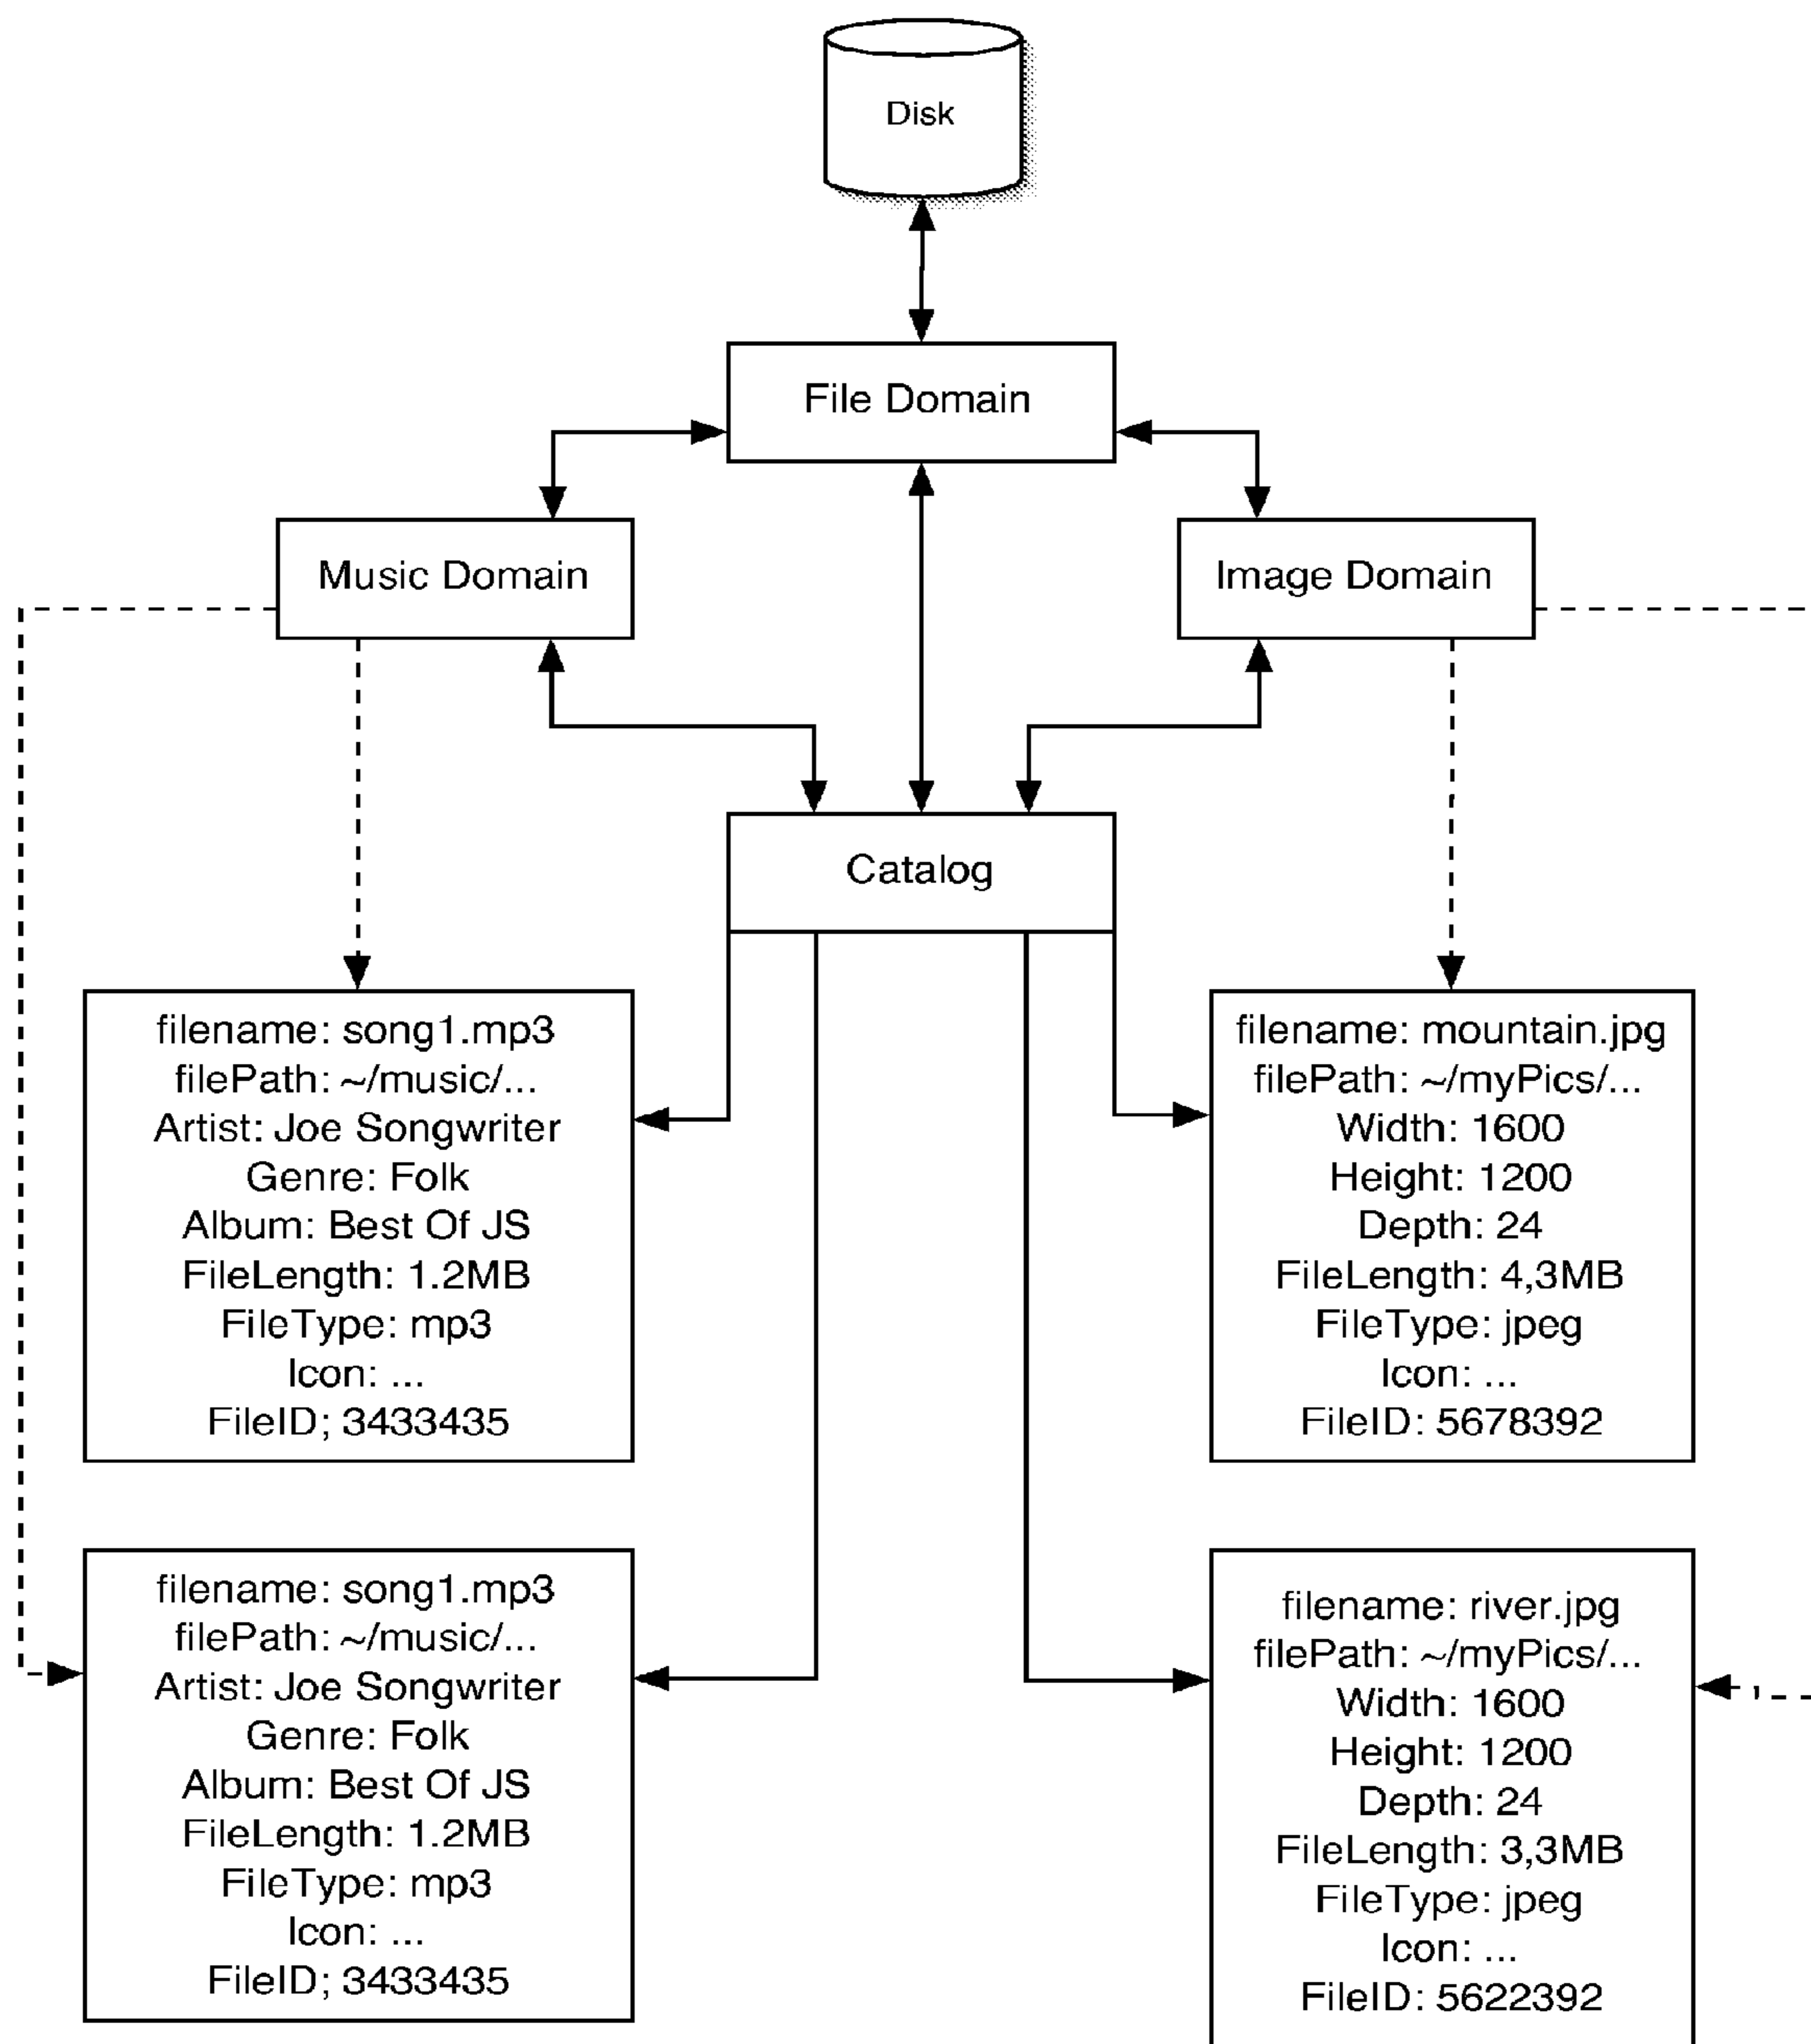 Disk
File Domain
Music Domain
Image Domain
Catalog
filename: song1.mp3
filePath: ~/music/...
Artist: Joe Songwriter
Genre: Folk
Album: Best Of JS
FileLength: 1.2MB
FileType: mp3
Icon: ...
FileID; 3433435
filename: mountain.jpg
filePath: ~/myPics/...
Width: 1600
Height: 1200
Depth: 24
FileLength: 4,3MB
FileType: jpeg
Icon: ...
FileID: 5678392
filename: song1.mp3
filePath: ~/music/...
Artist: Joe Songwriter
Genre: Folk
Album: Best Of JS
FileLength: 1.2MB
FileType: mp3
Icon: ...
FileID; 3433435
filename: river.jpg
filePath: ~/myPics/...
Width: 1600
Height: 1200
Depth: 24
FileLength: 3,3MB
FileType: jpeg
Icon: ...
FileID: 5622392